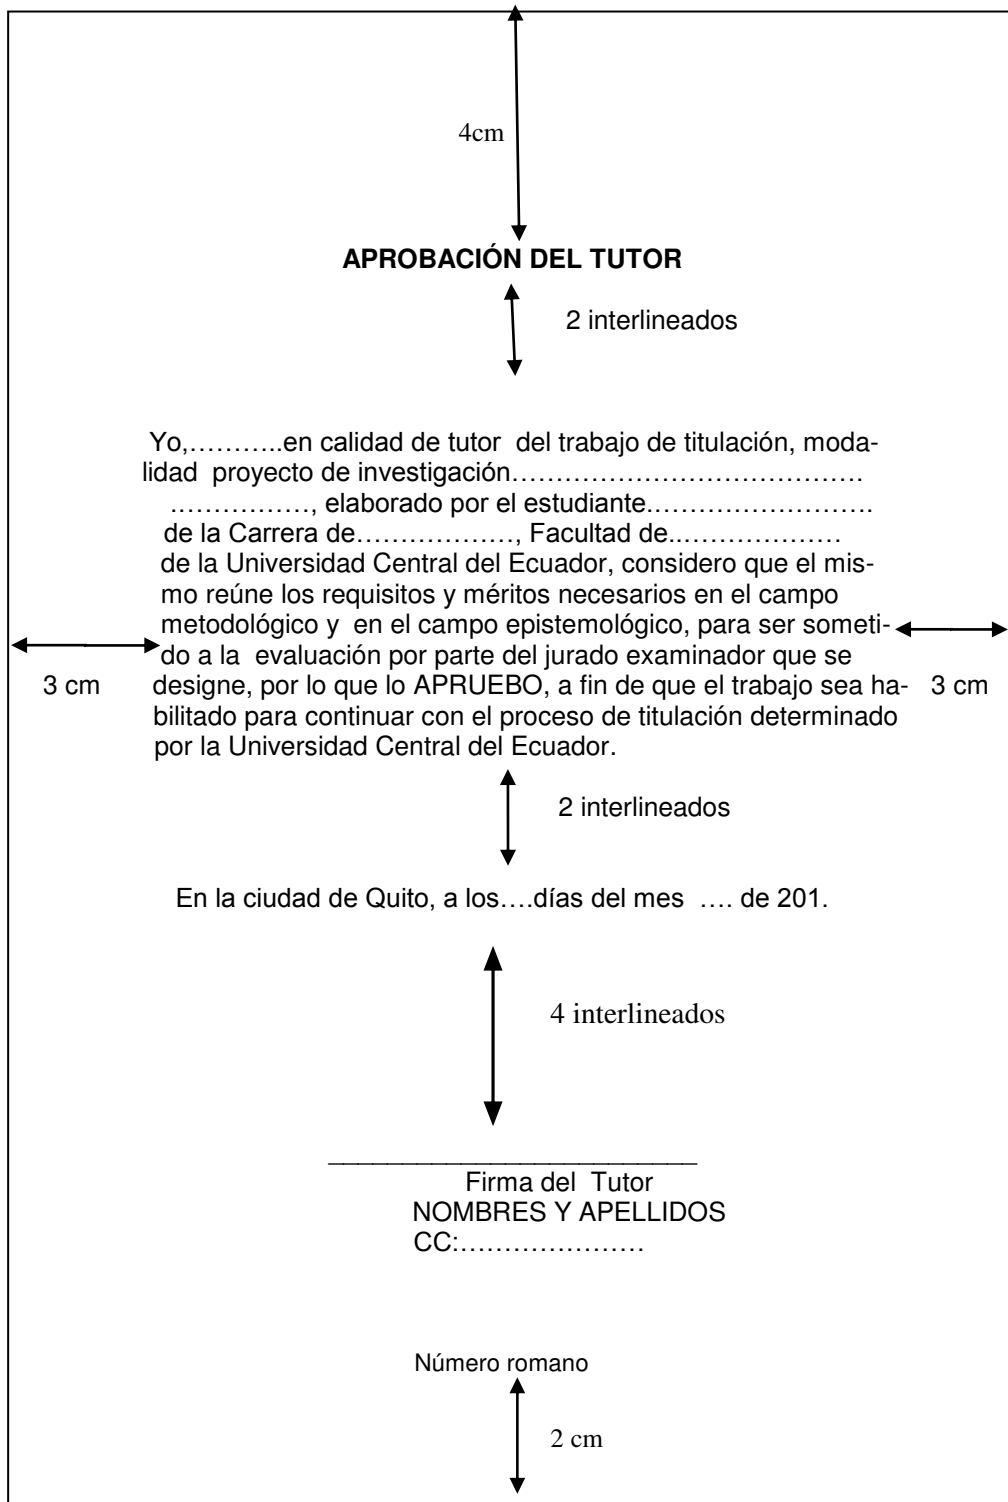 4cm
APROBACIÓN DEL TUTOR
2 interlineados
Yo,………..en calidad de tutor  del trabajo de titulación, moda-
lidad  proyecto de investigación…………………………………
..……………, elaborado por el estudiante..…………………….
de la Carrera de………………, Facultad de..………………
de la Universidad Central del Ecuador, considero que el mis-
mo reúne los requisitos y méritos necesarios en el campo
metodológico y  en el campo epistemológico, para ser someti-
do a la  evaluación por parte del jurado examinador que se
3 cm designe, por lo que lo APRUEBO, a fin de que el trabajo sea ha- 3 cm
bilitado para continuar con el proceso de titulación determinado
por la Universidad Central del Ecuador.
2 interlineados
En la ciudad de Quito, a los….días del mes  …. de 201.
4 interlineados
Firma del  Tutor
NOMBRES Y APELLIDOS
CC:…………………
Número romano
2 cm